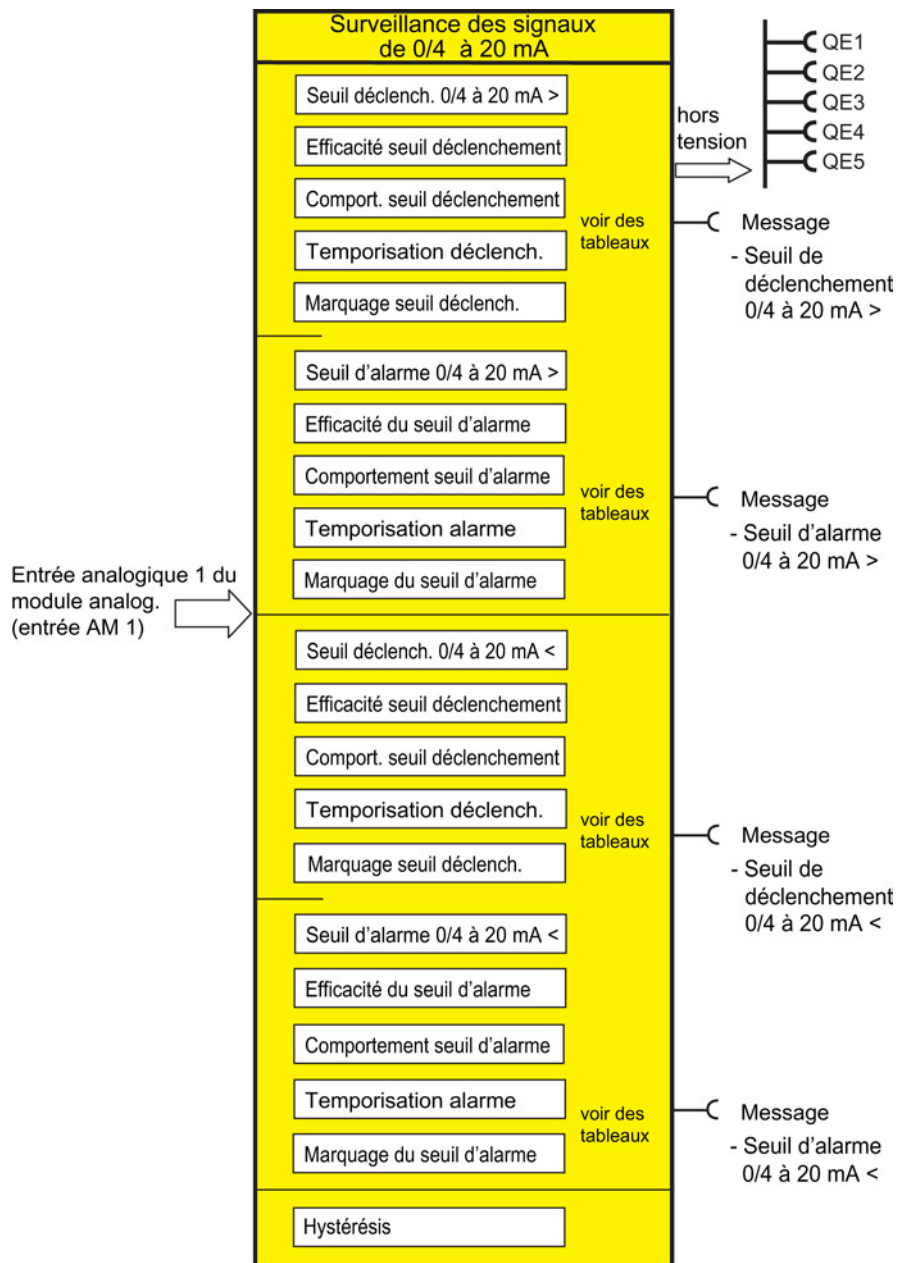 Surveillance des signaux
de 0/4 à 20 mA
Seuil déclench. 0/4 à 20 mA >
Efficacité seuil déclenchement
Comport. seuil déclenchement
Temporisation déclench.
Marquage seuil déclench.
voir des
tableaux
hors
tension
QE1
QE2
QE3
QE4
QE5
Message
- Seuil de
déclenchement
0/4 à 20 mA >
Seuil d'alarme 0/4 à 20 mA >
Efficacité du seuil d'alarme
Comportement seuil d'alarme
Temporisation alarme
Marquage du seuil d'alarme
voir des
tableaux
Message
- Seuil d'alarme
0/4 à 20 mA >
Entrée analogique 1 du
module analog.
(entrée AM 1)
Seuil déclench. 0/4 à 20 mA <
Efficacité seuil déclenchement
Comport. seuil déclenchement
Temporisation déclench.
Marquage seuil déclench.
voir des
tableaux
Message
- Seuil de
déclenchement
0/4 à 20 mA <
Seuil d'alarme 0/4 à 20 mA <
Efficacité du seuil d'alarme
Comportement seuil d'alarme
Temporisation alarme
Marquage du seuil d'alarme
voir des
tableaux
Message
- Seuil d'alarme
0/4 à 20 mA <
Hystérésis